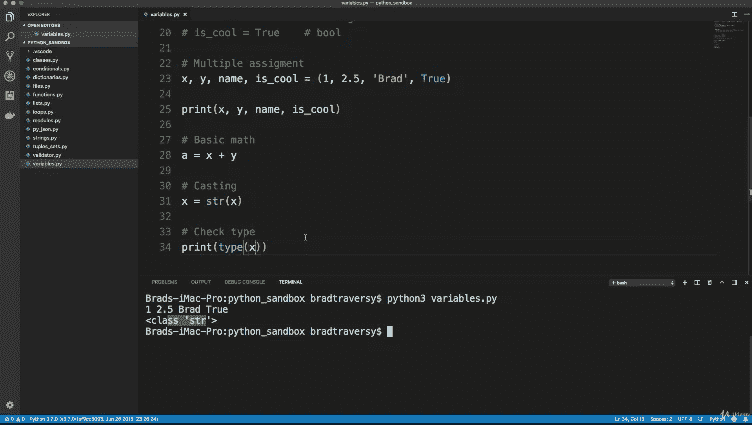 variables.py — python_sandbox
EXPLORER
OPEN EDITORS
variables.py
PYTHON_SANDBOX
.vscode
classes.py
conditionals.py
dictionaries.py
files.py
functions.py
lists.py
loops.py
modules.py
py_json.py
strings.py
tuples_sets.py
validator.py
variables.py
variables.py
20 # is_cool = True # bool
21
22 # Multiple assigment
23 x, y, name, is_cool = (1, 2.5, 'Brad', True)
24
25 print(x, y, name, is_cool)
26
27 # Basic math
28 a = x + y
29
30 # Casting
31 x = str(x)
32
33 # Check type
34 print(type(x))
PROBLEMS OUTPUT DEBUG CONSOLE TERMINAL
1: bash
Brads-iMac-Pro:python_sandbox bradtraversy$ python3 variables.py
1 2.5 Brad True
<class 'str'>
Brads-iMac-Pro:python_sandbox bradtraversy$
Ln 34, Col 13 Spaces: 2 UTF-8 LF Python